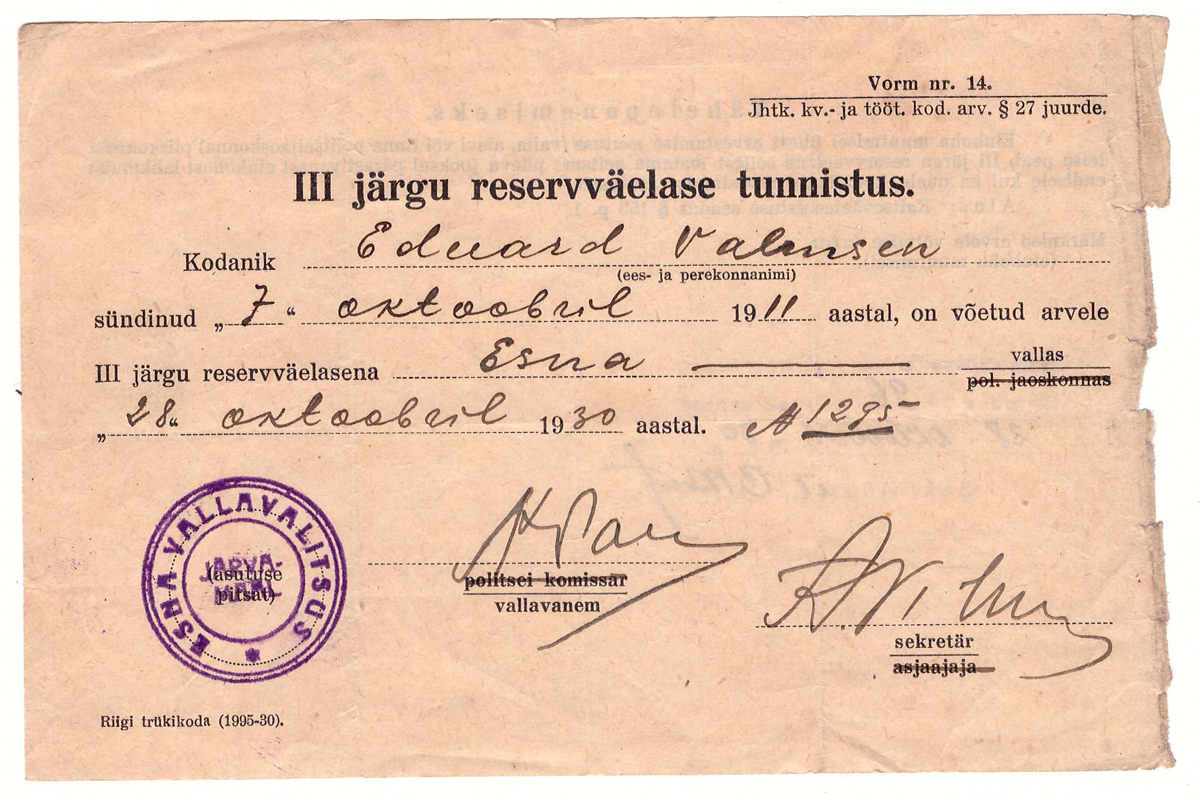 Vorm nr. 14.
Jhtk. kv.- ja tööt. kod. arv. § 27 juurde.
III järgu reservväelase tunnistus.
Kodanik Eduard Valmsen
(ees- ja perekonnanimi)
sündinud „ 7 “ oktoobril 1911 aastal, on võetud arvele
III järgu reservväelasena Esna vallas
pol. jaoskonnas
„ 28 “ oktoobril 1930 aastal. № 1295
ESNA VALLAVALITSUS
JÄRVA-
MAAL
(asutuse
pitsat)
politsei komissar
vallavanem
sekretär
asjaajaja
Riigi trükikoda (1995-30).